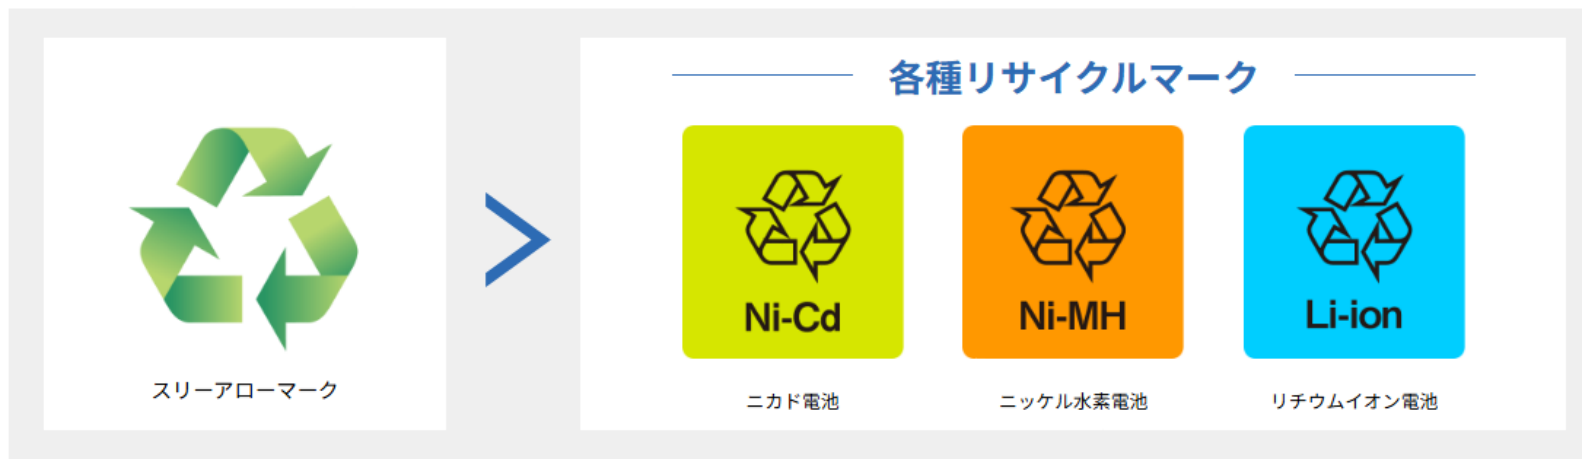 スリーアローマーク
各種リサイクルマーク
Ni-Cd
ニカド電池
Ni-MH
ニッケル水素電池
Li-ion
リチウムイオン電池